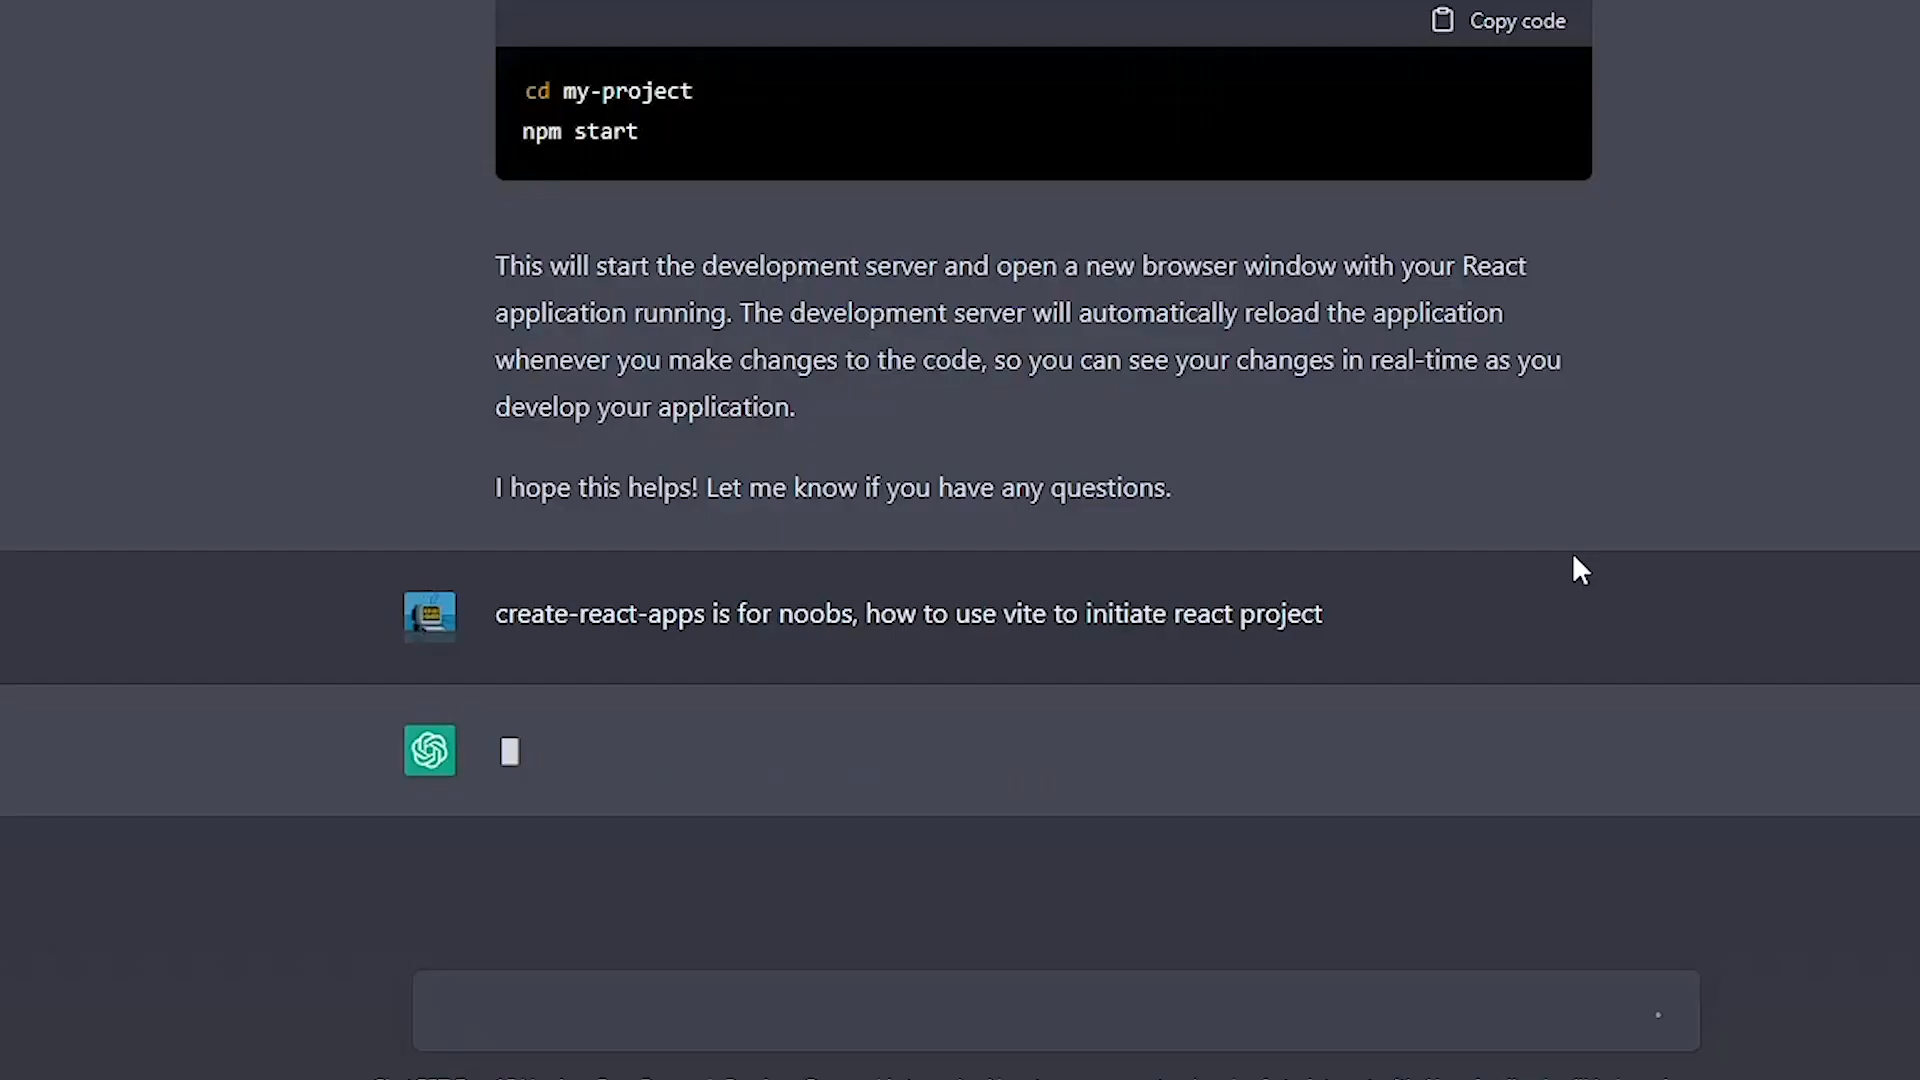 Copy code
cd my-project
npm start
This will start the development server and open a new browser window with your React
application running. The development server will automatically reload the application
whenever you make changes to the code, so you can see your changes in real-time as you
develop your application.
I hope this helps! Let me know if you have any questions.
create-react-apps is for noobs, how to use vite to initiate react project